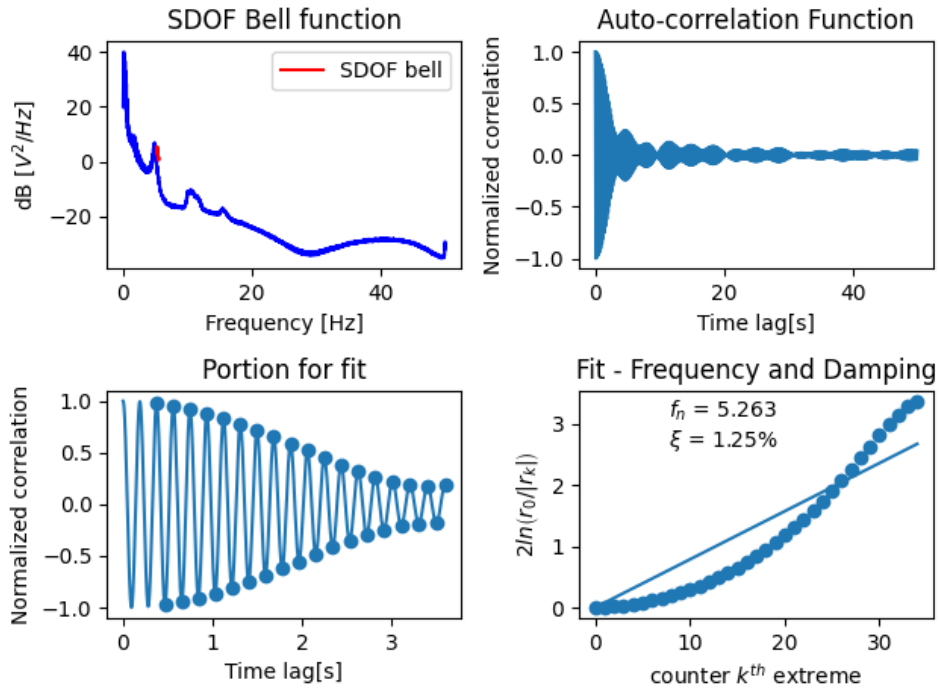 SDOF Bell function
40
20
0
−20
dB [V²/Hz]
0
20
40
Frequency [Hz]
SDOF bell
Auto-correlation Function
1.0
0.5
0.0
−0.5
−1.0
Normalized correlation
0
20
40
Time lag[s]
Portion for fit
1.0
0.5
0.0
−0.5
−1.0
Normalized correlation
0
1
2
3
Time lag[s]
Fit - Frequency and Damping
fₙ = 5.263
ξ = 1.25%
3
2
1
0
2ln(r₀/|rₖ|)
0
10
20
30
counter kᵗʰ extreme